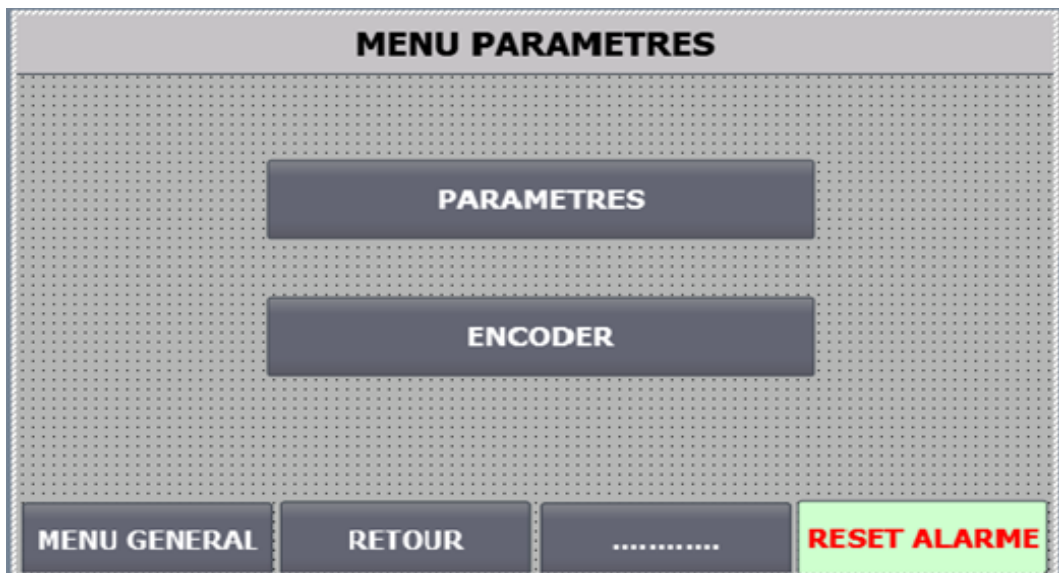 MENU PARAMETRES
PARAMETRES
ENCODER
MENU GENERAL
RETOUR
............
RESET ALARME